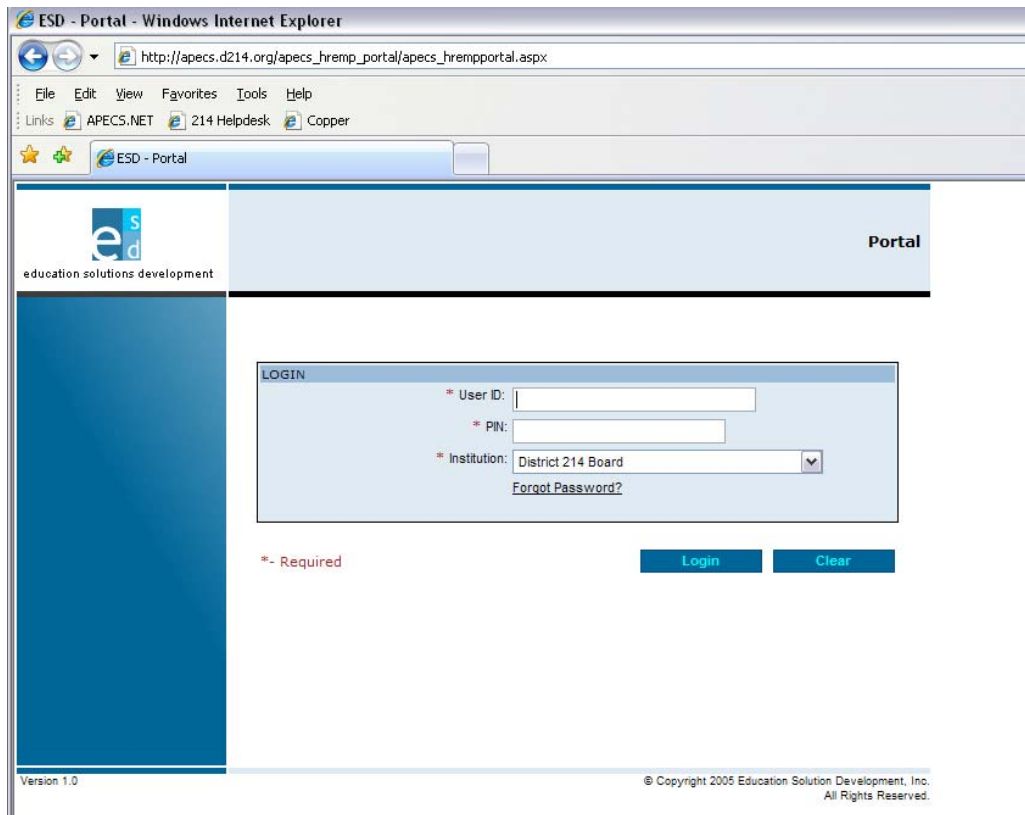 ESD - Portal - Windows Internet Explorer
http://apecs.d214.org/apecs_hremp_portal/apecs_hrempportal.aspx
File Edit View Favorites Tools Help
Links APECS.NET 214 Helpdesk Copper
ESD - Portal
e s d
education solutions development
Portal
LOGIN
* User ID:
* PIN:
* Institution: District 214 Board
Forgot Password?
*- Required Login Clear
Version 1.0 © Copyright 2005 Education Solution Development, Inc.
All Rights Reserved.